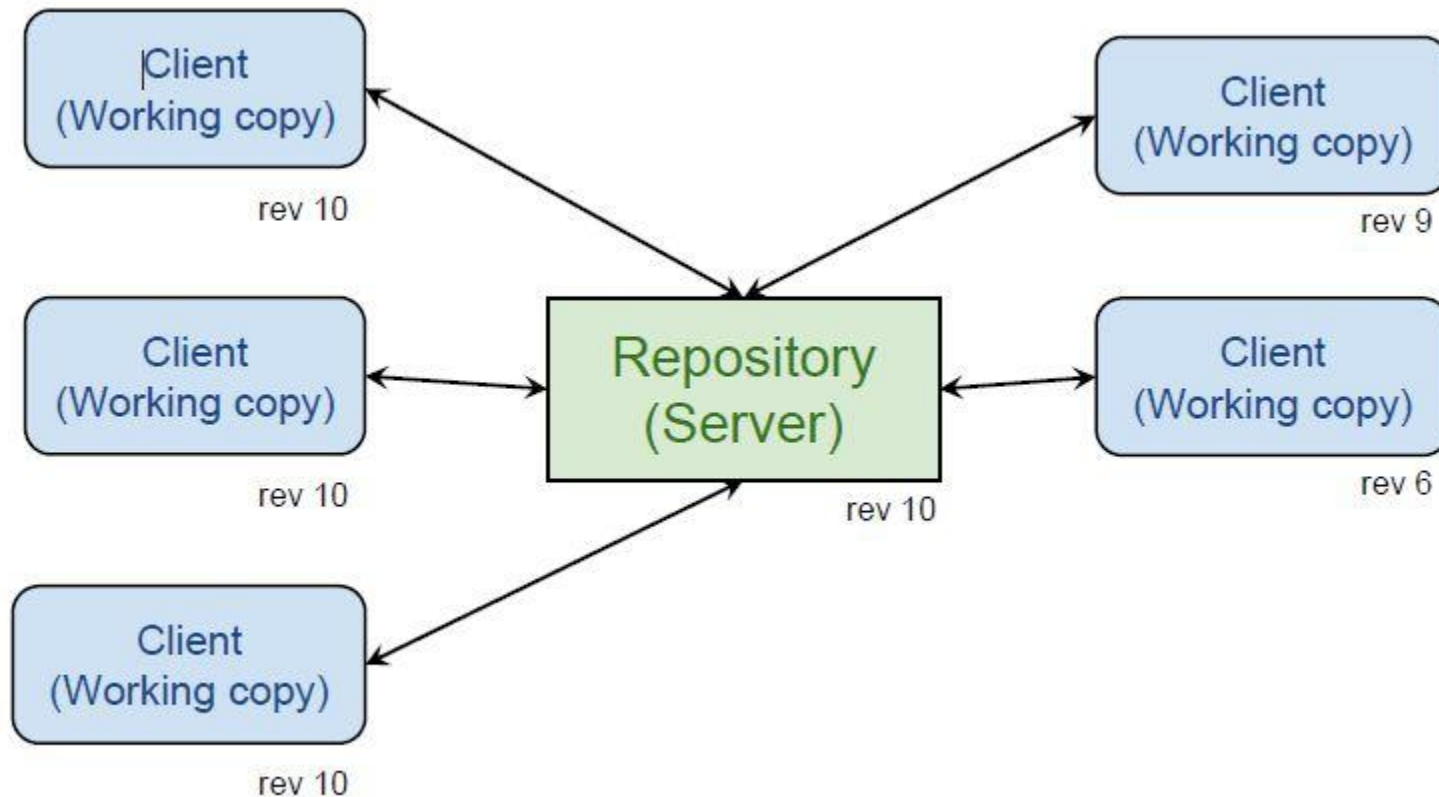 Client
(Working copy)
rev 10
Client
(Working copy)
rev 9
Client
(Working copy)
rev 10
Repository
(Server)
rev 10
Client
(Working copy)
rev 6
Client
(Working copy)
rev 10